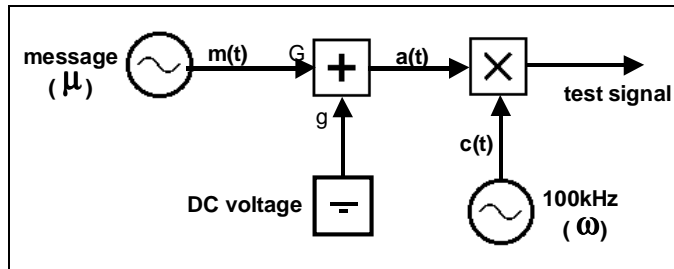 message
(μ)
m(t)
G
a(t)
test signal
g
c(t)
DC voltage
100kHz
(ω)